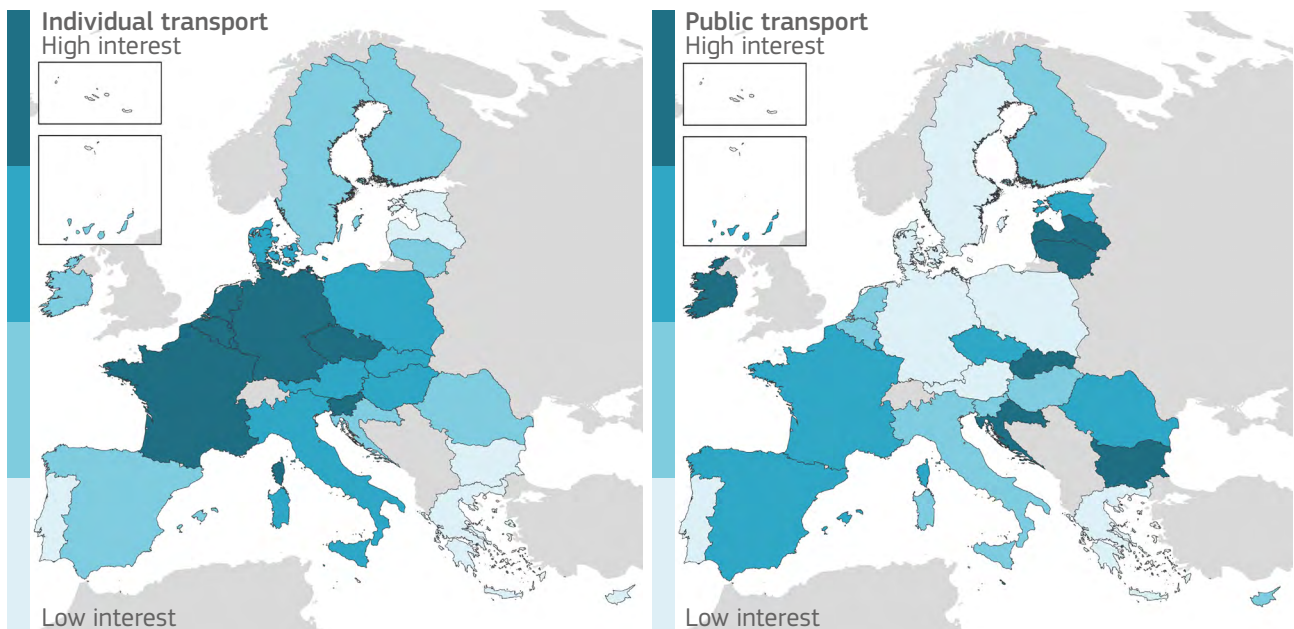 Individual transport
High interest
Low interest
Public transport
High interest
Low interest